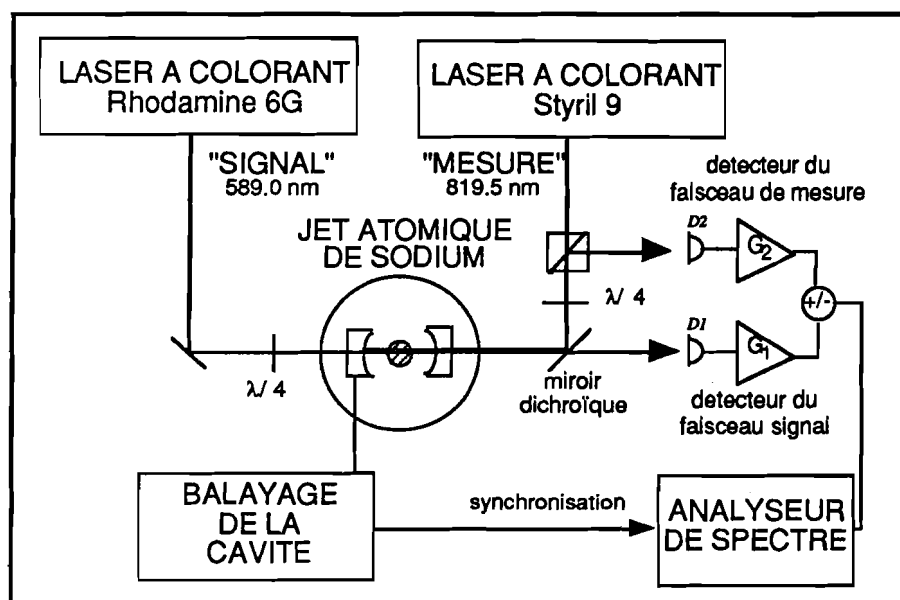 LASER A COLORANT
Rhodamine 6G
LASER A COLORANT
Styril 9
"SIGNAL"
589.0 nm
"MESURE"
819.5 nm
detecteur du
faisceau de mesure
JET ATOMIQUE
DE SODIUM
D2
G2
λ/ 4
+/-
D1
G1
λ/ 4
miroir
dichroïque
detecteur du
faisceau signal
BALAYAGE
DE LA
CAVITE
synchronisation
ANALYSEUR
DE SPECTRE